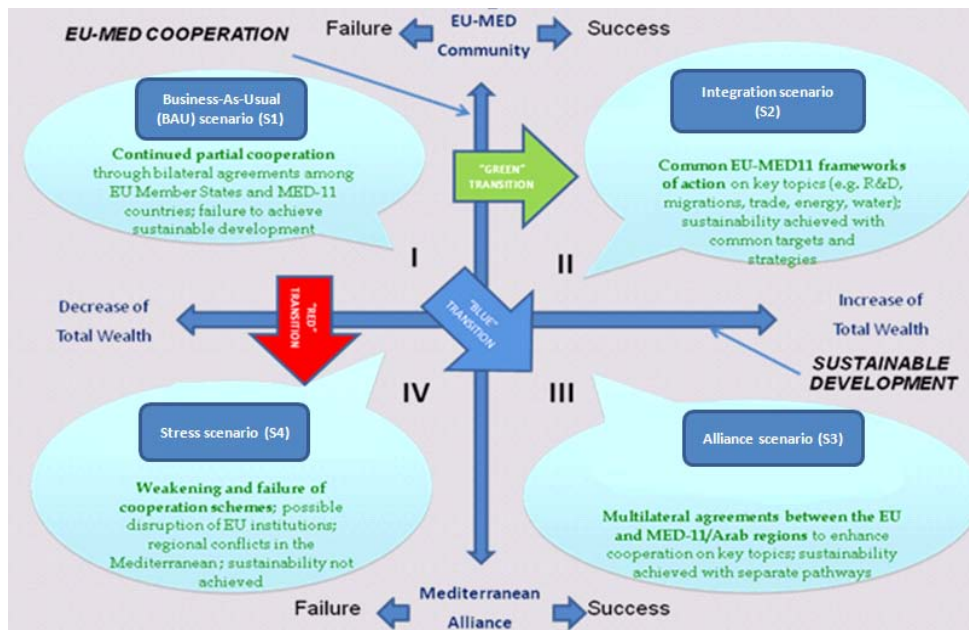 EU-MED COOPERATION
Failure
EU-MED
Community
Success
Business-As-Usual
(BAU) scenario (S1)
Continued partial cooperation
through bilateral agreements among
EU Member States and MED-11
countries; failure to achieve
sustainable development
Integration scenario
(S2)
Common EU-MED11 frameworks
of action on key topics (e.g. R&D,
migrations, trade, energy, water);
sustainability achieved with
common targets and
strategies
"GREEN"
TRANSITION
I
II
Decrease of
Total Wealth
"RED"
TRANSITION
"BLUE"
TRANSITION
Increase of
Total Wealth
SUSTAINABLE
DEVELOPMENT
IV
III
Stress scenario (S4)
Weakening and failure of
cooperation schemes; possible
disruption of EU institutions;
regional conflicts in the
Mediterranean; sustainability not
achieved
Alliance scenario (S3)
Multilateral agreements between the EU
and MED-11/Arab regions to enhance
cooperation on key topics; sustainability
achieved with separate pathways
Failure
Mediterranean
Alliance
Success